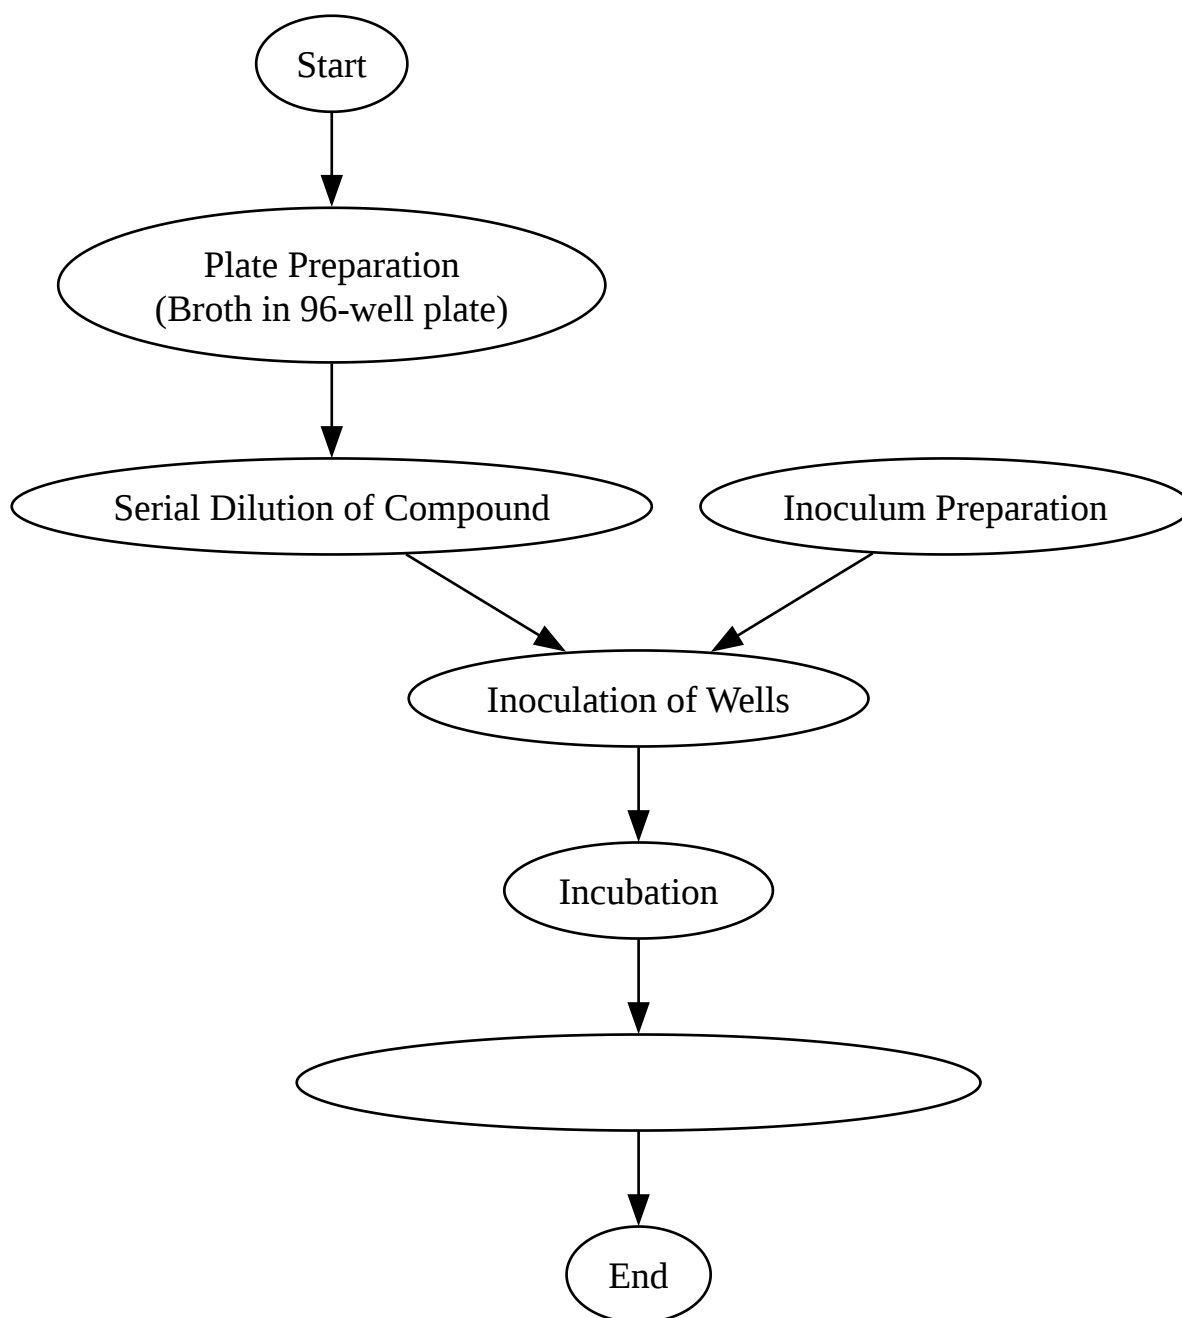 Start
Plate Preparation
(Broth in 96-well plate)
Serial Dilution of Compound
Inoculum Preparation
Inoculation of Wells
Incubation
End